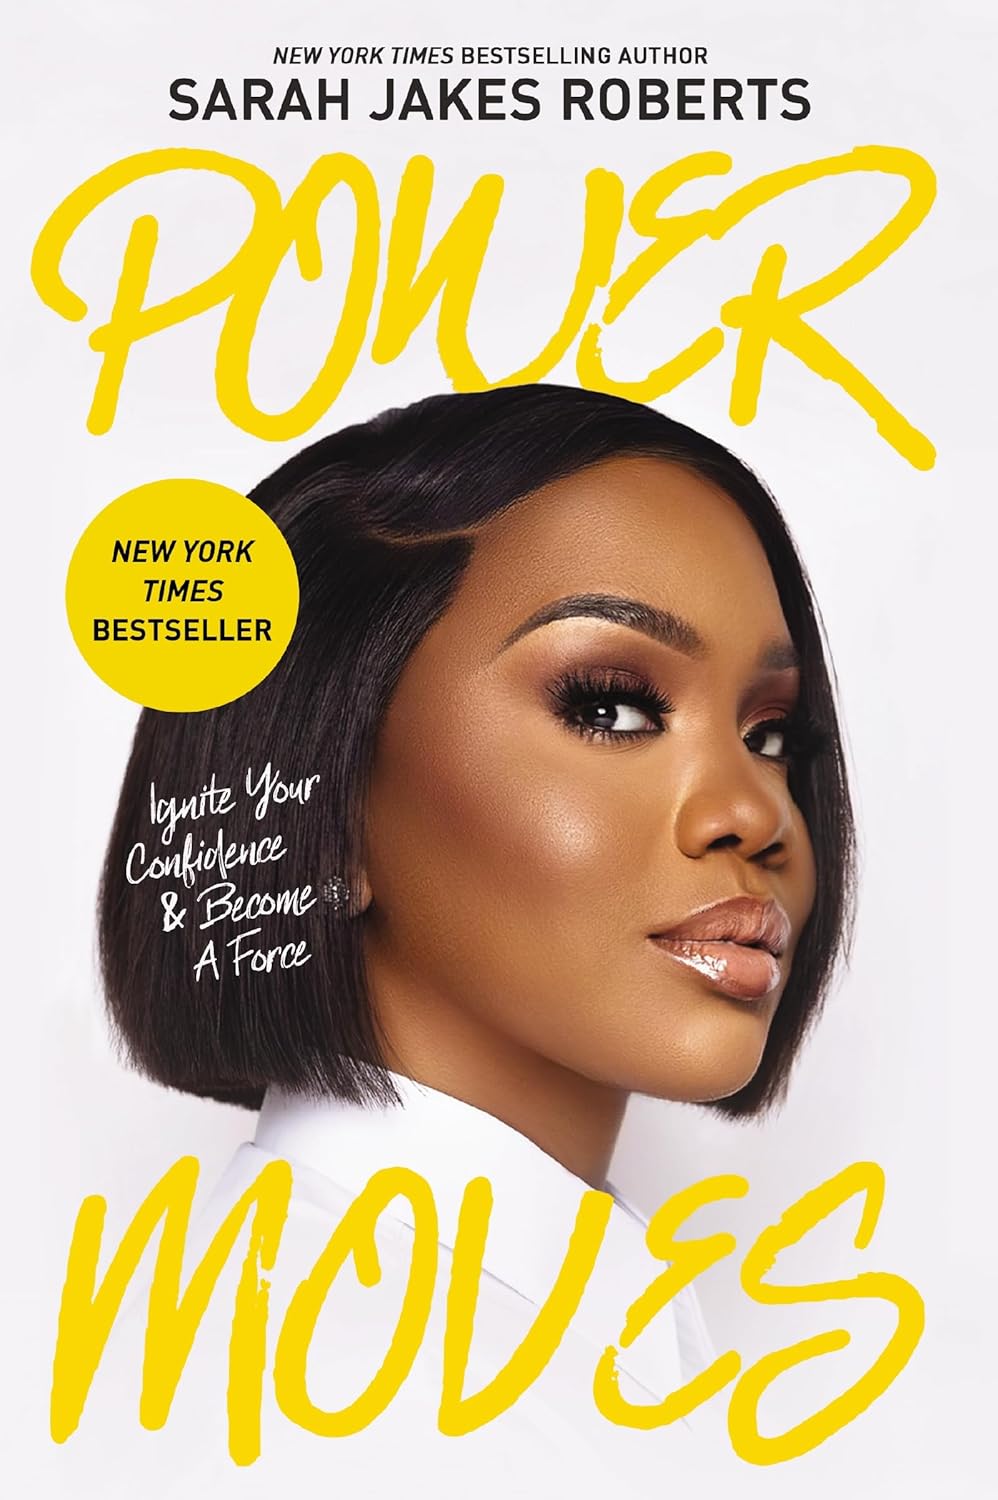 NEW YORK TIMES BESTSELLING AUTHOR
SARAH JAKES ROBERTS
POWER
NEW YORK
TIMES
BESTSELLER
Ignite Your
Confidence
& Become
A Force
MOVES